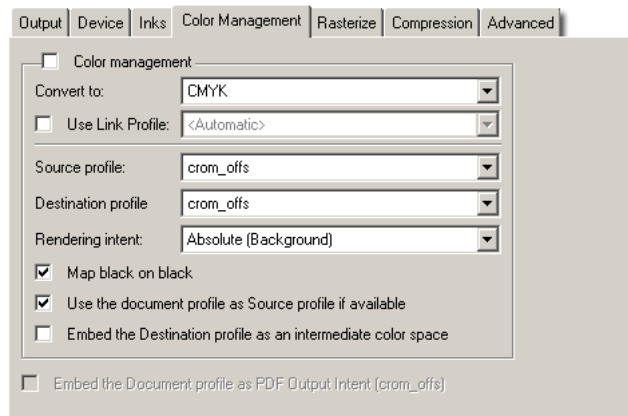 Output Device Inks Color Management Rasterize Compression Advanced
Color management
Convert to: CMYK
Use Link Profile: <Automatic>
Source profile: crom_offs
Destination profile crom_offs
Rendering intent: Absolute (Background)
Map black on black
Use the document profile as Source profile if available
Embed the Destination profile as an intermediate color space
Embed the Document profile as PDF Output Intent (crom_offs)